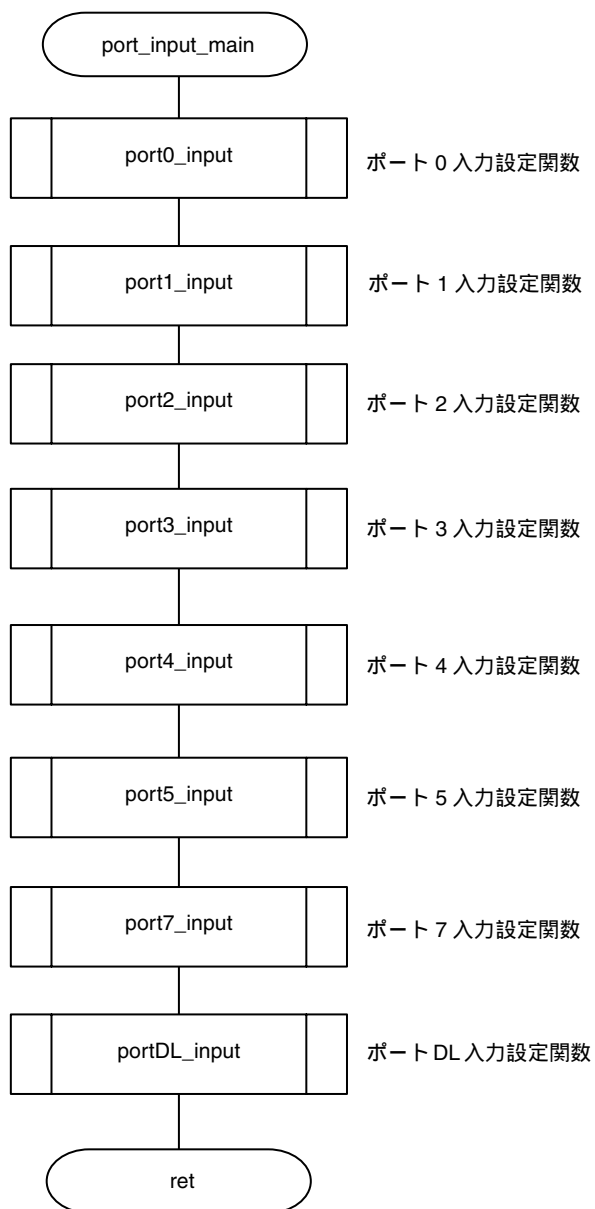 port_input_main
port0_input
ポート 0 入力設定関数
port1_input
ポート 1 入力設定関数
port2_input
ポート 2 入力設定関数
port3_input
ポート 3 入力設定関数
port4_input
ポート 4 入力設定関数
port5_input
ポート 5 入力設定関数
port7_input
ポート 7 入力設定関数
portDL_input
ポート DL 入力設定関数
ret